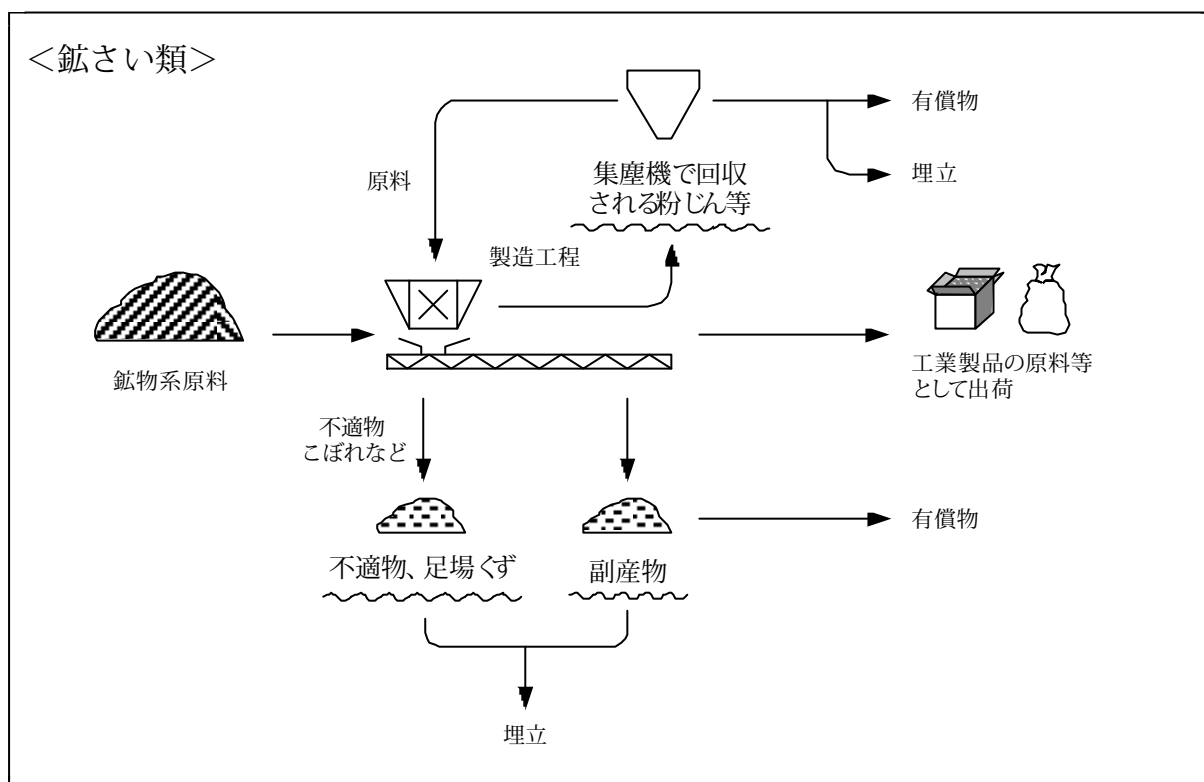 ＜鉱さい類＞
有償物
埋立
原料
集塵機で回収
される粉じん等
製造工程
鉱物系原料
工業製品の原料等
として出荷
不適物
こぼれなど
有償物
不適物、足場くず
副産物
埋立